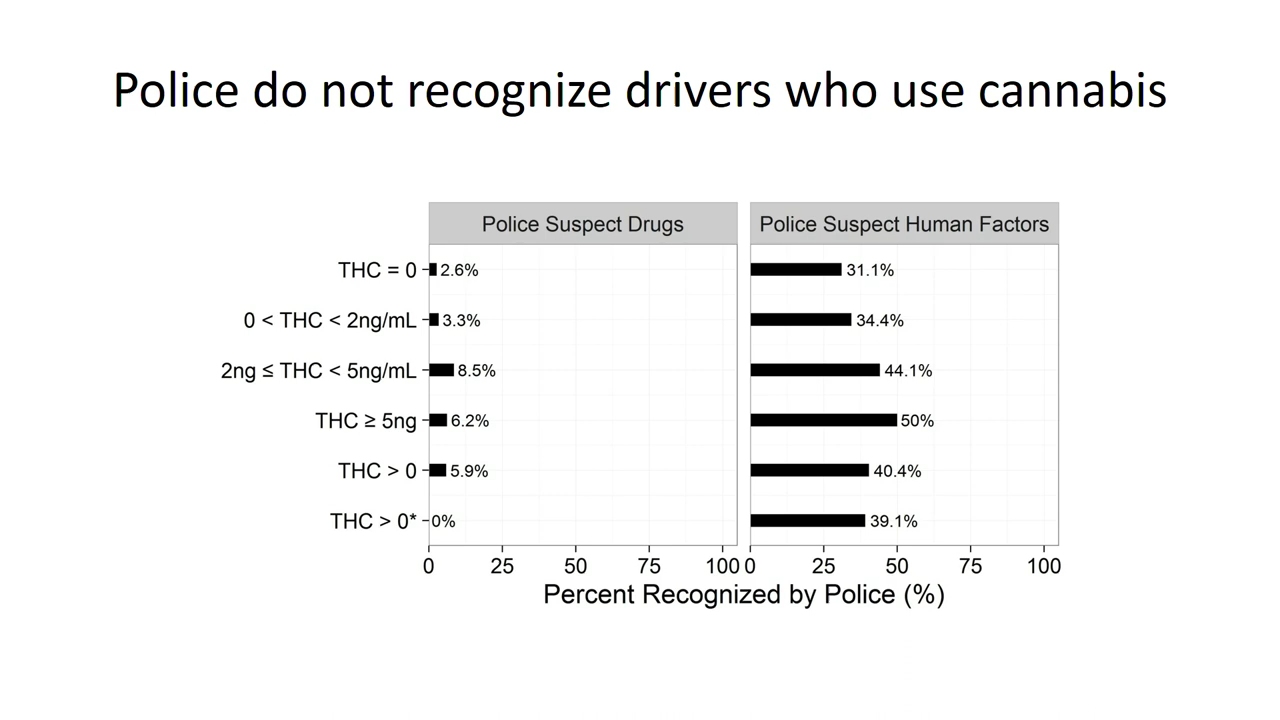 Police do not recognize drivers who use cannabis
Police Suspect Drugs
Police Suspect Human Factors
THC = 0
2.6%
31.1%
0 < THC < 2ng/mL
3.3%
34.4%
2ng ≤ THC < 5ng/mL
8.5%
44.1%
THC ≥ 5ng
6.2%
50%
THC > 0
5.9%
40.4%
THC > 0*
0%
39.1%
0 25 50 75 100 0 25 50 75 100
Percent Recognized by Police (%)